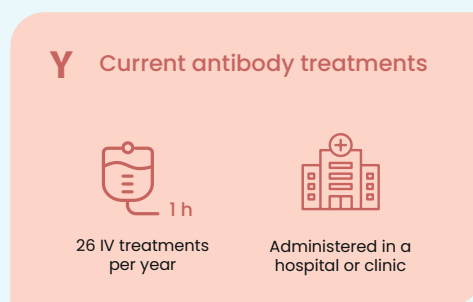 Current antibody treatments
1 h
26 IV treatments
per year
Administered in a
hospital or clinic